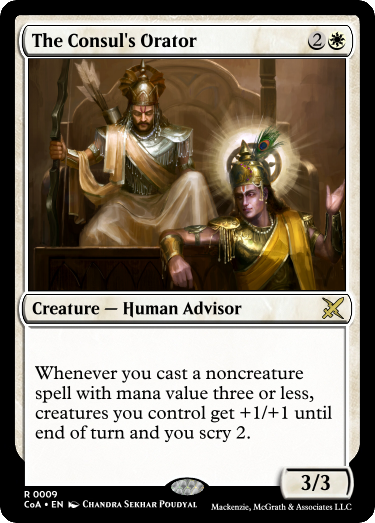 The Consul's Orator 2
Creature — Human Advisor
Whenever you cast a noncreature
spell with mana value three or less,
creatures you control get +1/+1 until
end of turn and you scry 2.
3/3
R 0009
CoA • EN Chandra Sekhar Poudyal
Mackenzie, McGrath & Associates LLC